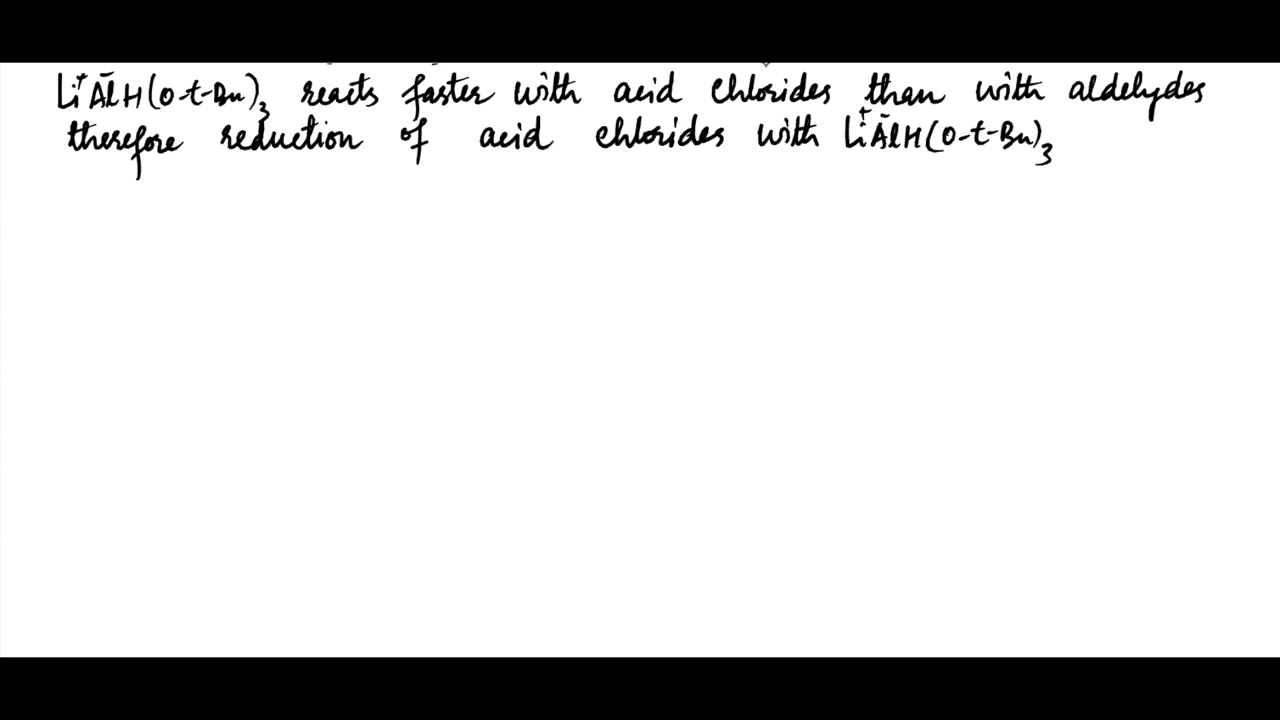 Li⁺ĀlH(O-t-Bu)₃ reacts faster with acid chlorides than with aldehydes
therefore reduction of acid chlorides with Li⁺ĀlH(O-t-Bu)₃